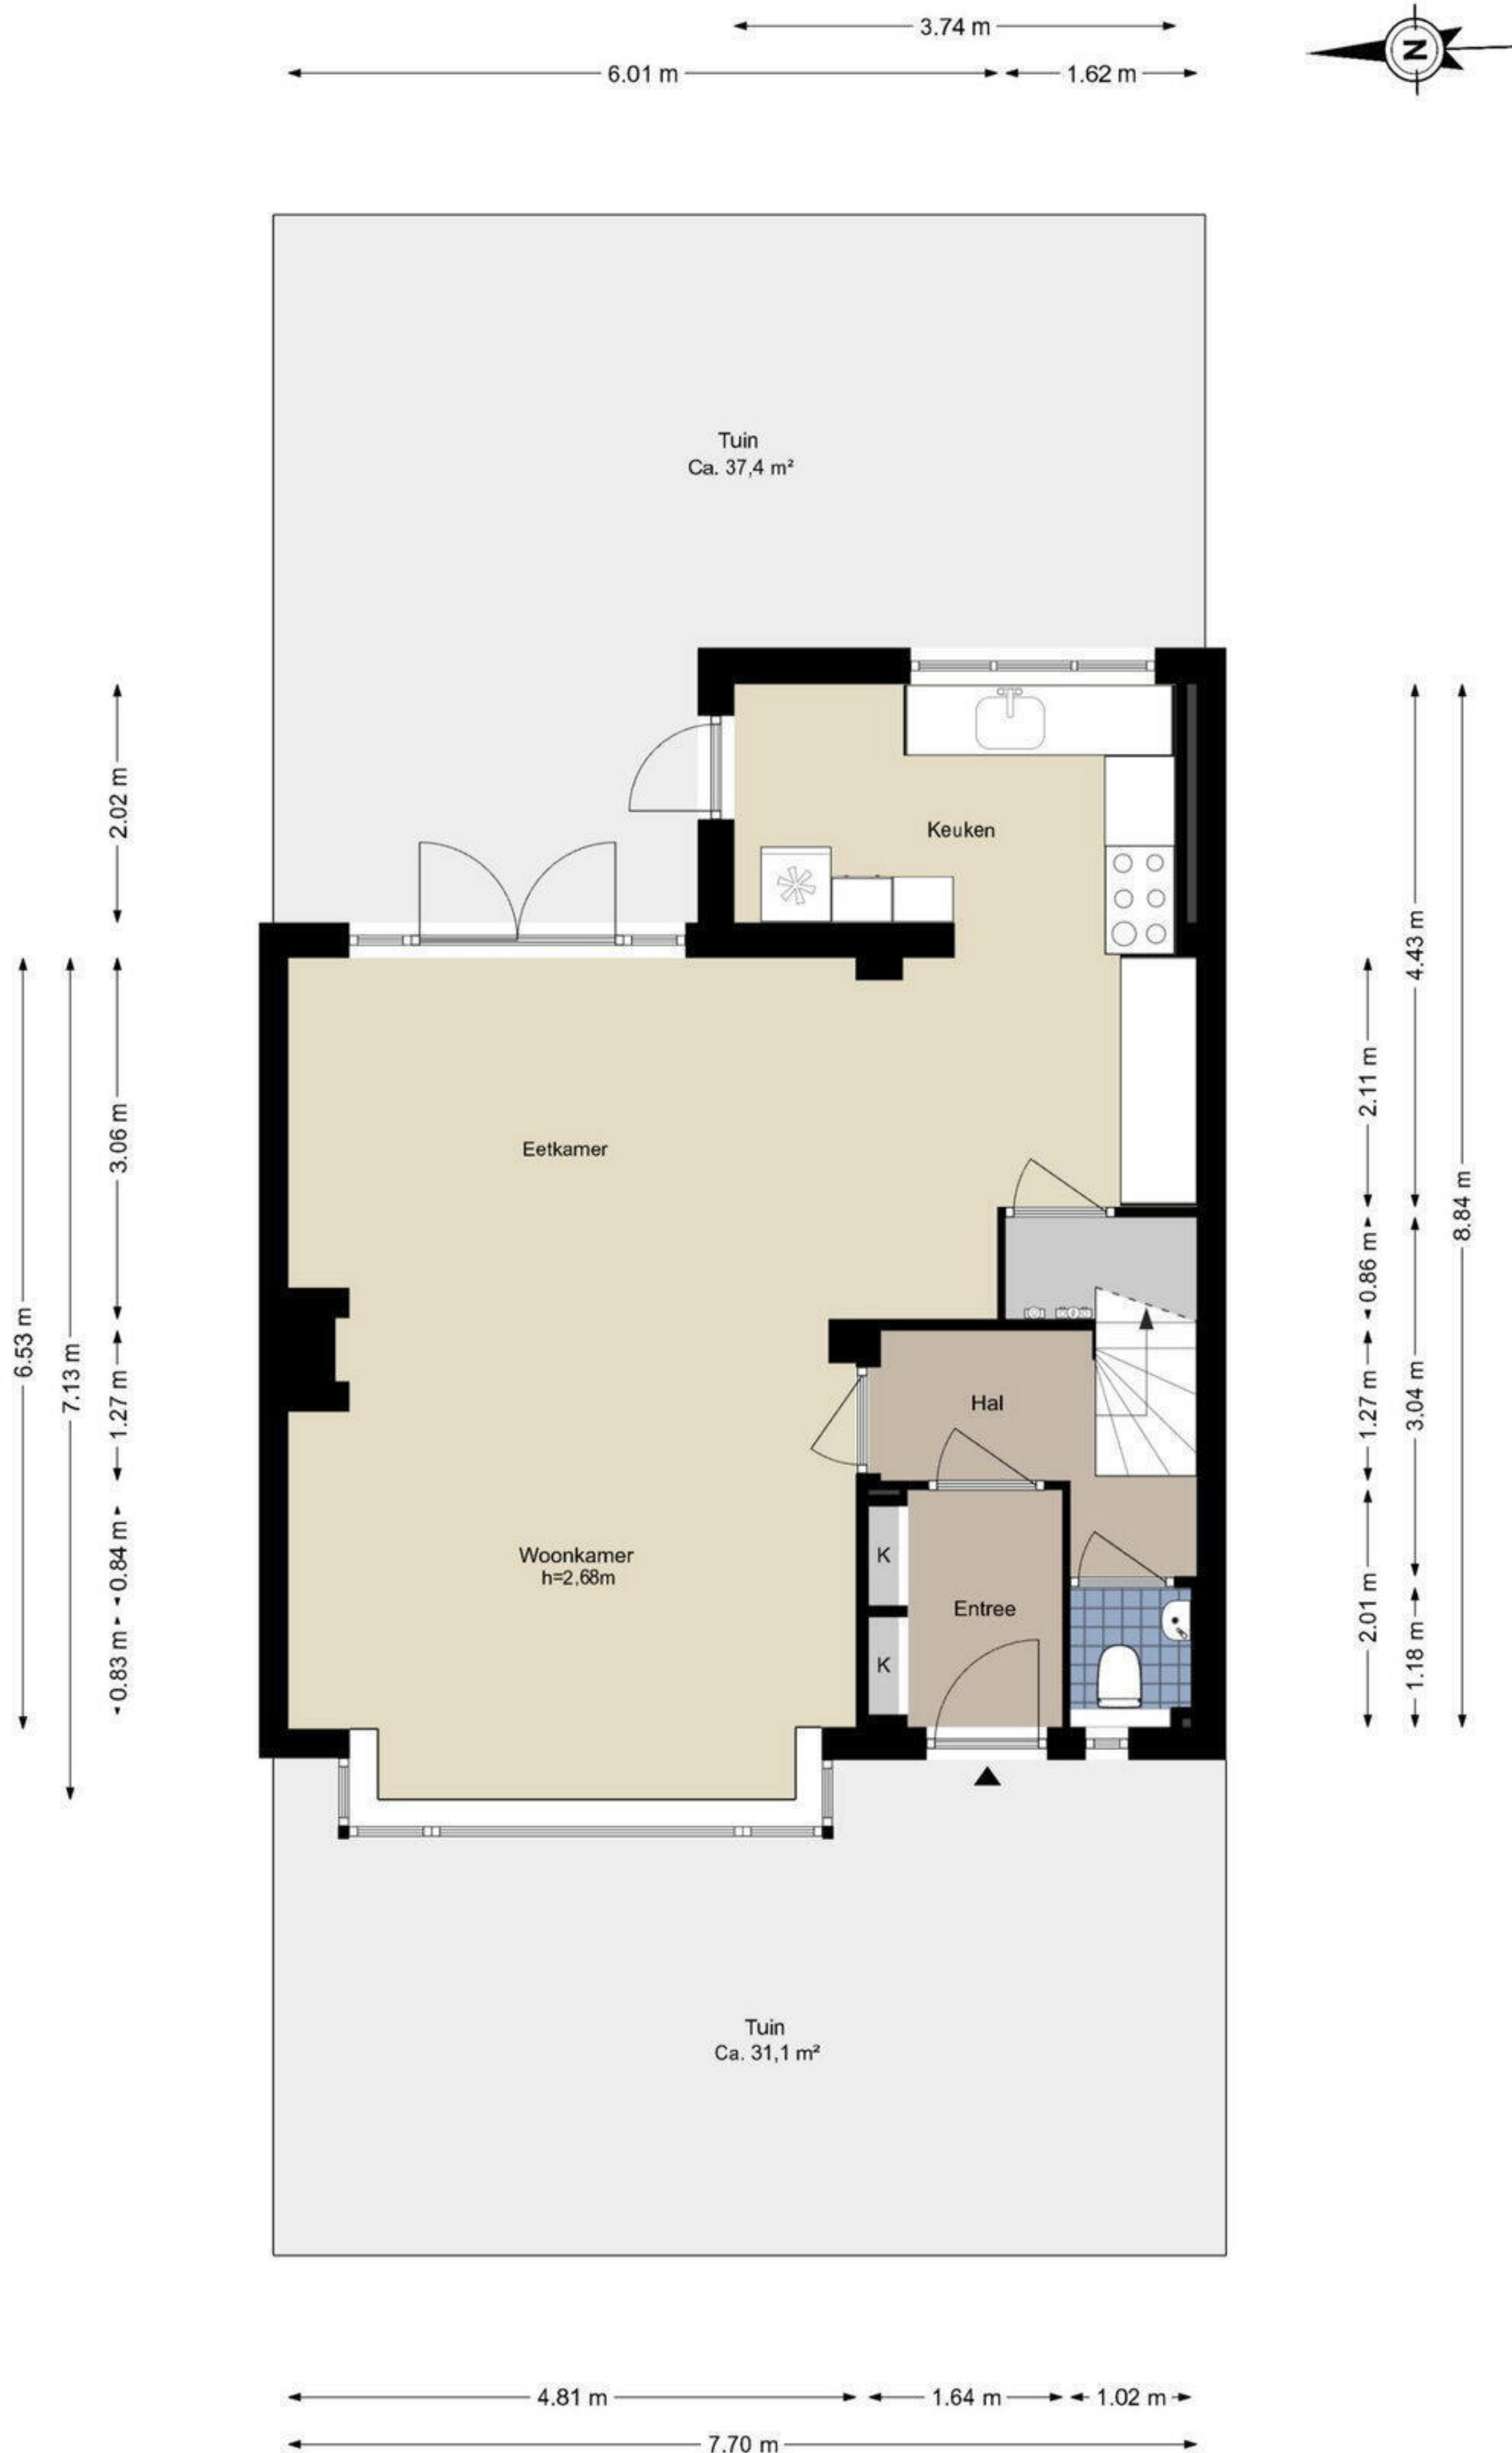 3.74 m
6.01 m
1.62 m
N
Tuin
Ca. 37,4 m²
2.02 m
Keuken
4.43 m
2.11 m
3.06 m
Eetkamer
8.84 m
0.86 m
6.53 m
7.13 m
1.27 m
Hal
1.27 m
3.04 m
0.84 m
Woonkamer
h=2,68m
K
Entree
2.01 m
0.83 m
K
1.18 m
Tuin
Ca. 31,1 m²
4.81 m
1.64 m
1.02 m
7.70 m